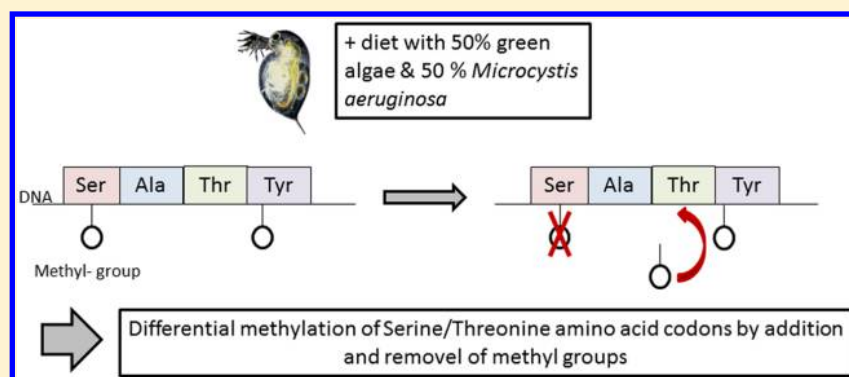 + diet with 50% green
algae & 50 % Microcystis
aeruginosa
DNA Ser Ala Thr Tyr
Ser Ala Thr Tyr
Methyl- group
Differential methylation of Serine/Threonine amino acid codons by addition
and removel of methyl groups